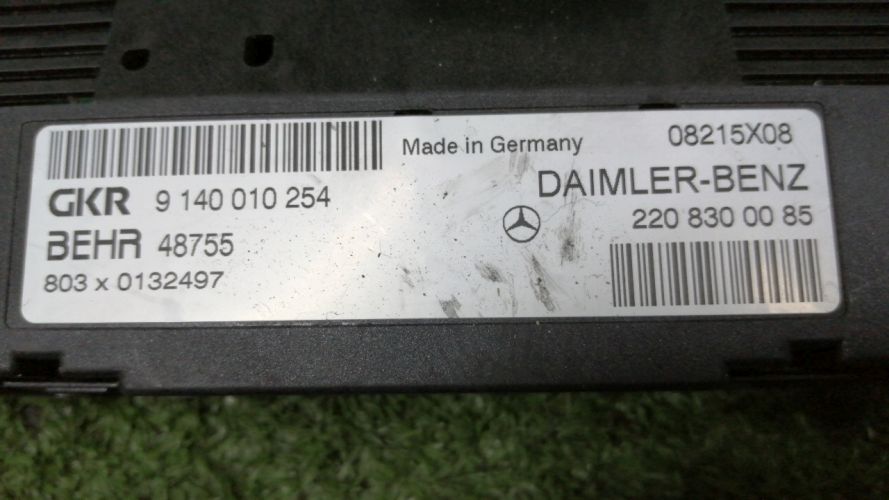 Made in Germany
08215X08
GKR 9 140 010 254
DAIMLER-BENZ
BEHR 48755
220 830 00 85
803 x 0132497